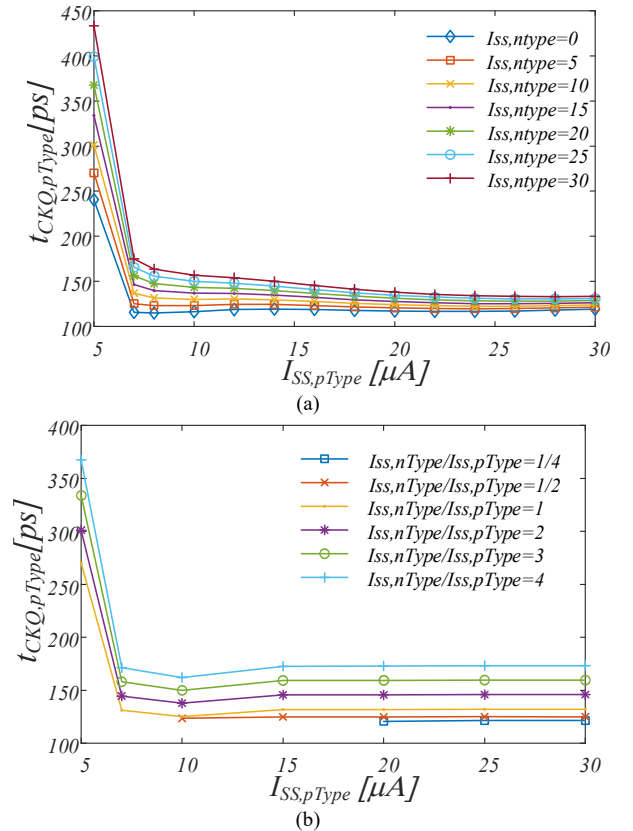 450
400
350
300
250
200
150
100
t_{CKQ,pType}[ps]
Iss,ntype=0
Iss,ntype=5
Iss,ntype=10
Iss,ntype=15
Iss,ntype=20
Iss,ntype=25
Iss,ntype=30
5 10 15 20 25 30
I_{SS,pType} [μA]
(a)
400
350
300
250
200
150
100
t_{CKQ,pType}[ps]
Iss,nType/Iss,pType=1/4
Iss,nType/Iss,pType=1/2
Iss,nType/Iss,pType=1
Iss,nType/Iss,pType=2
Iss,nType/Iss,pType=3
Iss,nType/Iss,pType=4
5 10 15 20 25 30
I_{SS,pType} [μA]
(b)